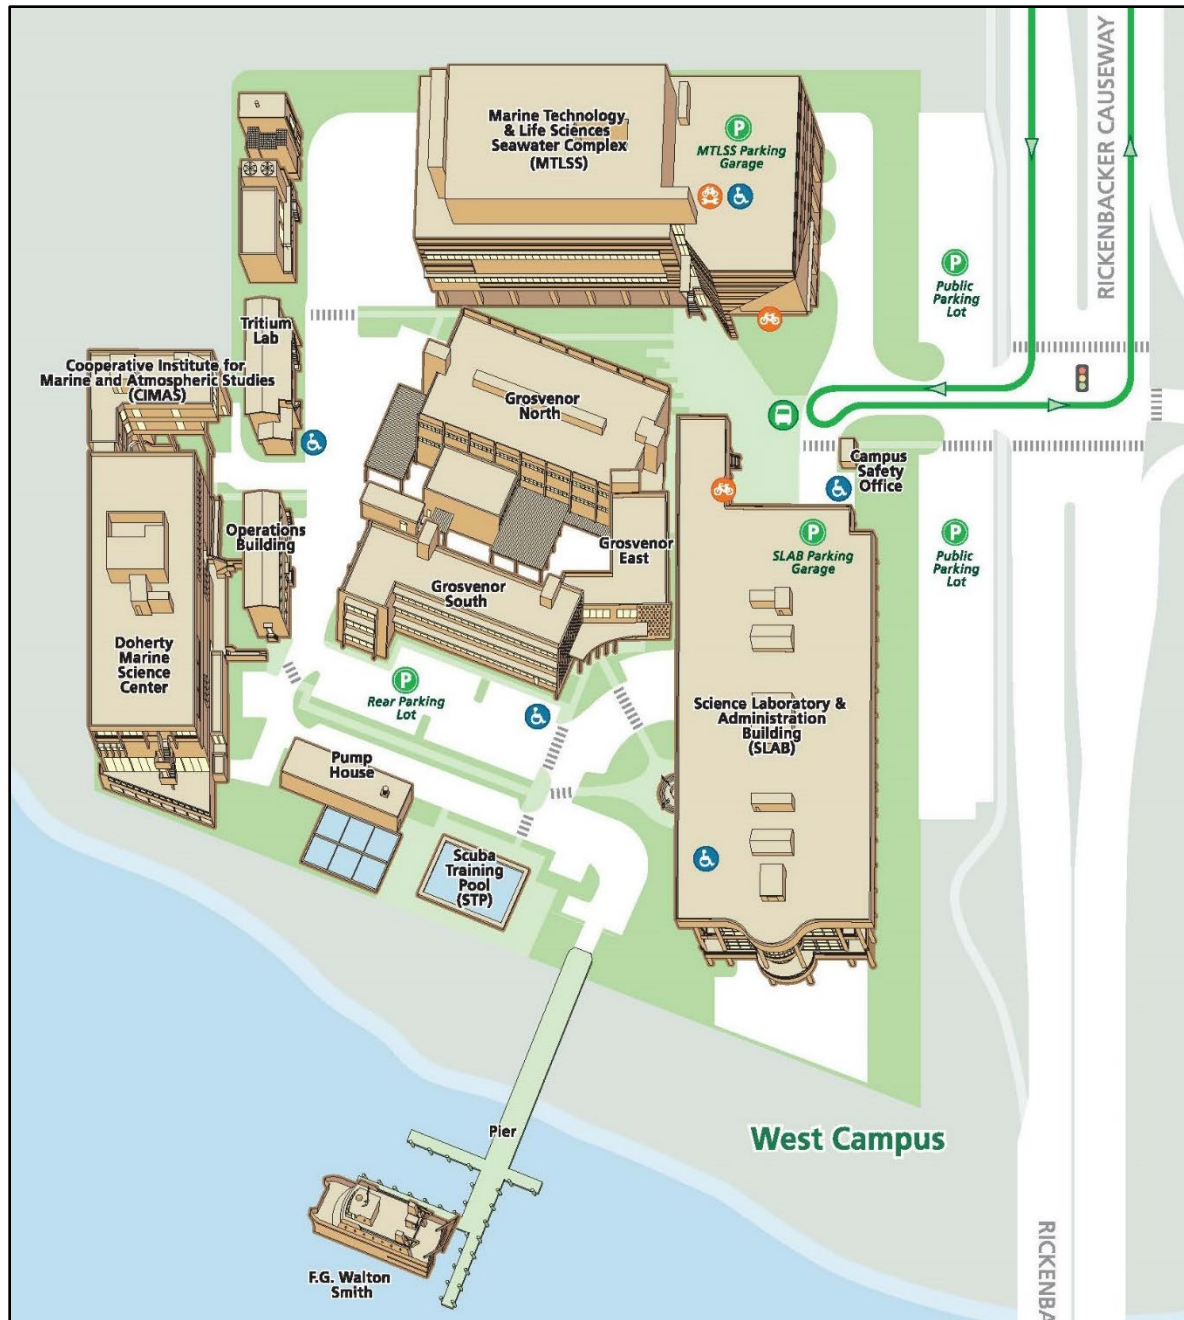 RICKENBACKER CAUSEWAY
Marine Technology
& Life Sciences
Seawater Complex
(MTLSS)
P
MTLSS Parking
Garage
P
Public
Parking
Lot
Tritium
Lab
Cooperative Institute for
Marine and Atmospheric Studies
(CIMAS)
Grosvenor
North
Campus
Safety
Office
Operations
Building
Grosvenor
East
P
SLAB Parking
Garage
P
Public
Parking
Lot
Grosvenor
South
Doherty
Marine
Science
Center
P
Rear Parking
Lot
Science Laboratory &
Administration
Building
(SLAB)
Pump
House
Scuba
Training
Pool
(STP)
Pier
West Campus
F.G. Walton
Smith
RICKENBA